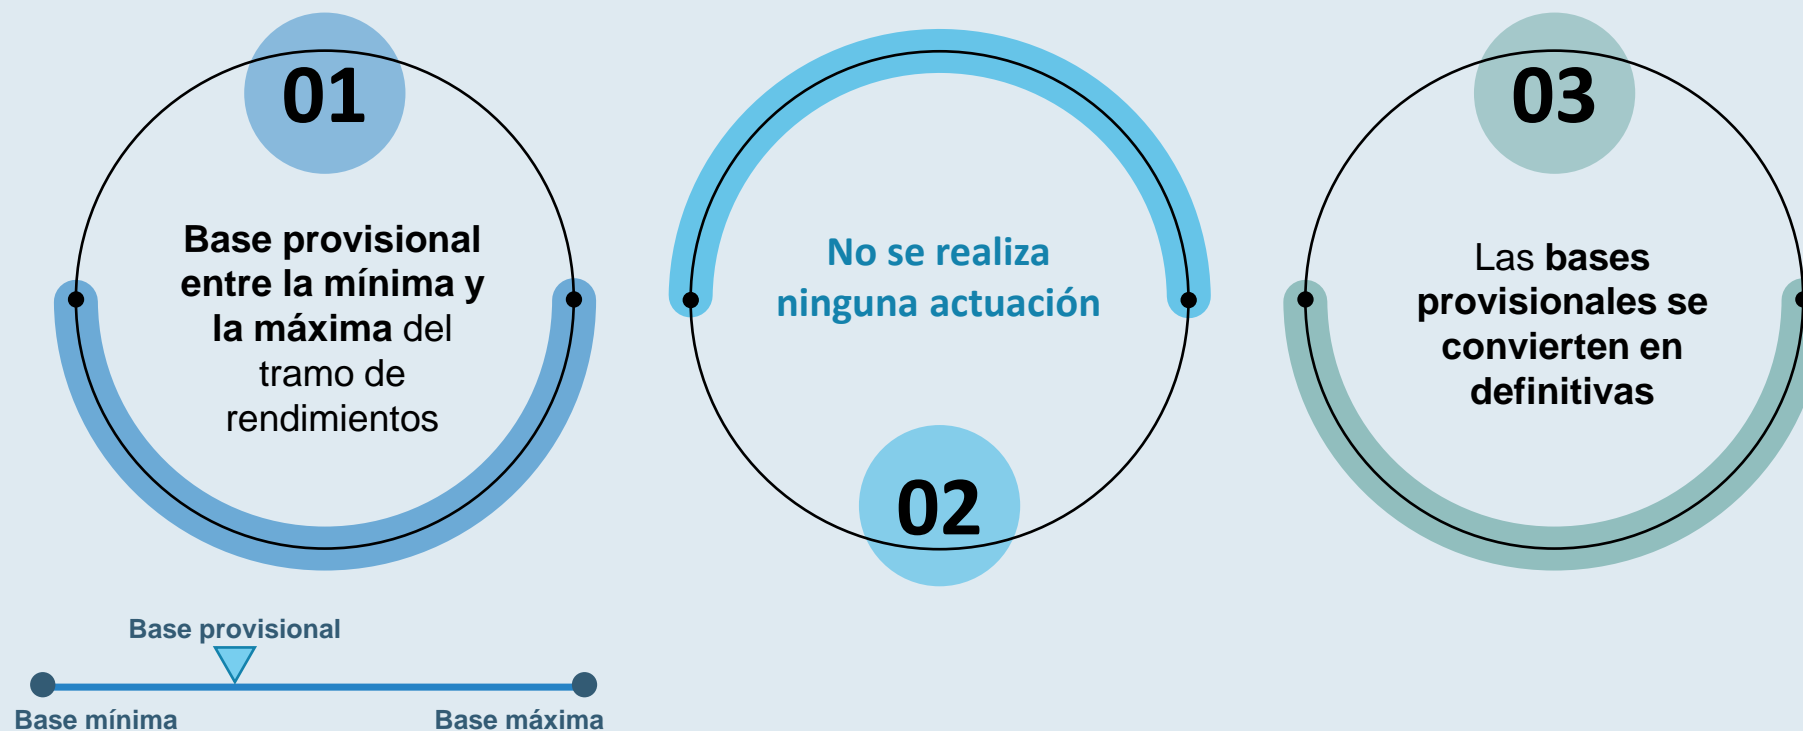 01
Base provisional
entre la mínima y
la máxima del
tramo de
rendimientos
No se realiza
ninguna actuación
02
03
Las bases
provisionales se
convierten en
definitivas
Base provisional
Base mínima
Base máxima